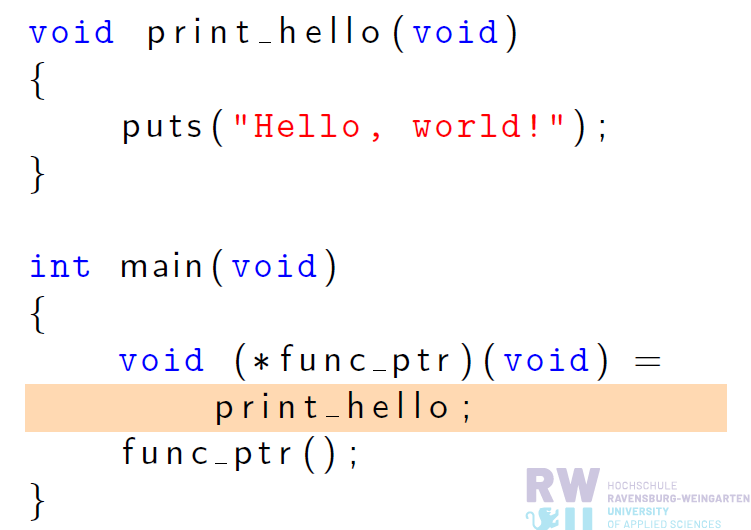 void print_hello(void)
{
    puts("Hello, world!");
}

int main(void)
{
    void (*func_ptr)(void) =
        print_hello;
    func_ptr();
}
RW
U
HOCHSCHULE
RAVENSBURG-WEINGARTEN
UNIVERSITY
OF APPLIED SCIENCES